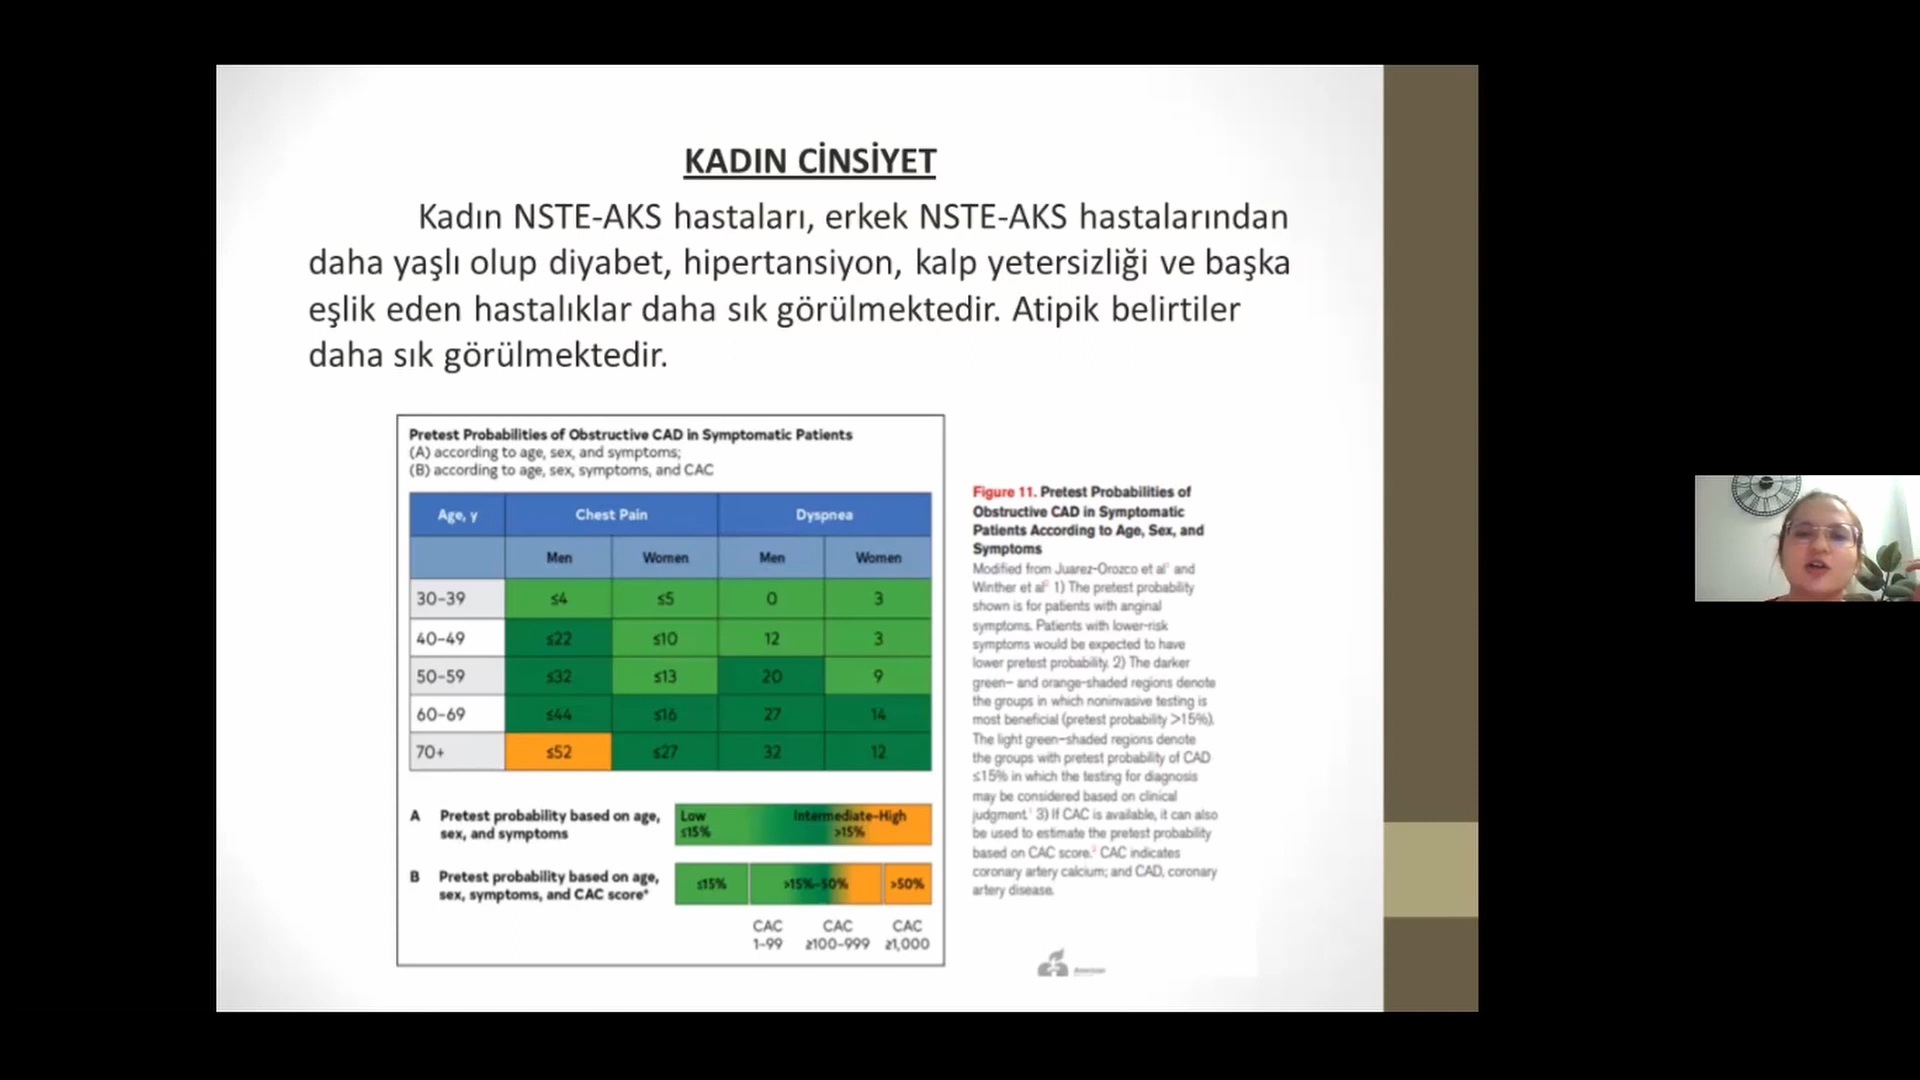 KADIN CİNSİYET
Kadın NSTE-AKS hastaları, erkek NSTE-AKS hastalarından
daha yaşlı olup diyabet, hipertansiyon, kalp yetersizliği ve başka
eşlik eden hastalıklar daha sık görülmektedir. Atipik belirtiler
daha sık görülmektedir.
Pretest Probabilities of Obstructive CAD in Symptomatic Patients
(A) according to age, sex, and symptoms;
(B) according to age, sex, symptoms, and CAC
Age, y Chest Pain Dyspnea
Men Women Men Women
30-39 ≤4 ≤5 0 3
40-49 ≤22 ≤10 12 3
50-59 ≤32 ≤13 20 9
60-69 ≤44 ≤16 27 14
70+ ≤52 ≤27 32 12
A Pretest probability based on age,
sex, and symptoms
Low
≤15%
Intermediate-High
>15%
B Pretest probability based on age,
sex, symptoms, and CAC score*
≤15% >15%-50% >50%
CAC CAC CAC
1-99 ≥100-999 ≥1,000
Figure 11. Pretest Probabilities of
Obstructive CAD in Symptomatic
Patients According to Age, Sex, and
Symptoms
Modified from Juarez-Orozco et al¹ and
Winther et al² 1) The pretest probability
shown is for patients with anginal
symptoms. Patients with lower-risk
symptoms would be expected to have
lower pretest probability. 2) The darker
green- and orange-shaded regions denote
the groups in which noninvasive testing is
most beneficial (pretest probability >15%).
The light green-shaded regions denote
the groups with pretest probability of CAD
≤15% in which the testing for diagnosis
may be considered based on clinical
judgment.¹ 3) If CAC is available, it can also
be used to estimate the pretest probability
based on CAC score.² CAC indicates
coronary artery calcium; and CAD, coronary
artery disease.
American